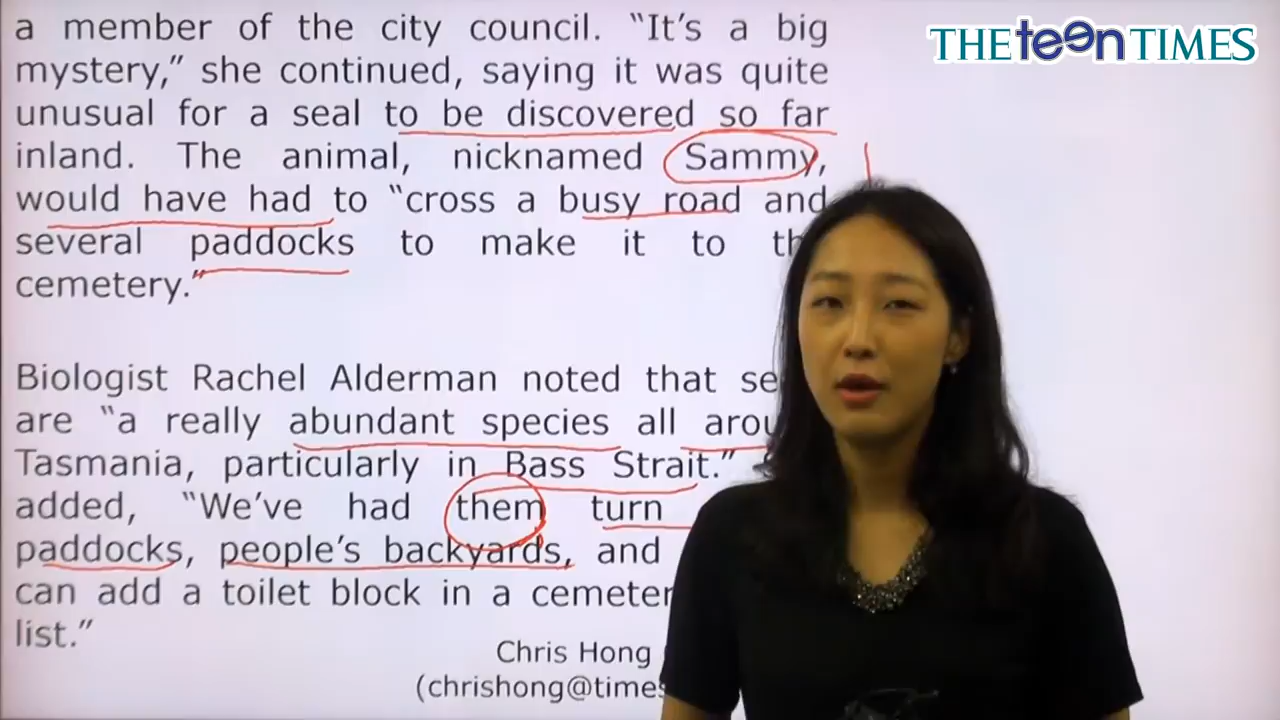 THE teen TIMES
a member of the city council. “It’s a big
mystery,” she continued, saying it was quite
unusual for a seal to be discovered so far
inland. The animal, nicknamed Sammy,
would have had to “cross a busy road and
several paddocks to make it to
cemetery.”
Biologist Rachel Alderman noted that
are “a really abundant species all
Tasmania, particularly in Bass Strait.”
added, “We’ve had them turn
paddocks, people’s backyards, and
can add a toilet block in a
list.”
Chris Hong
(chrishong@times